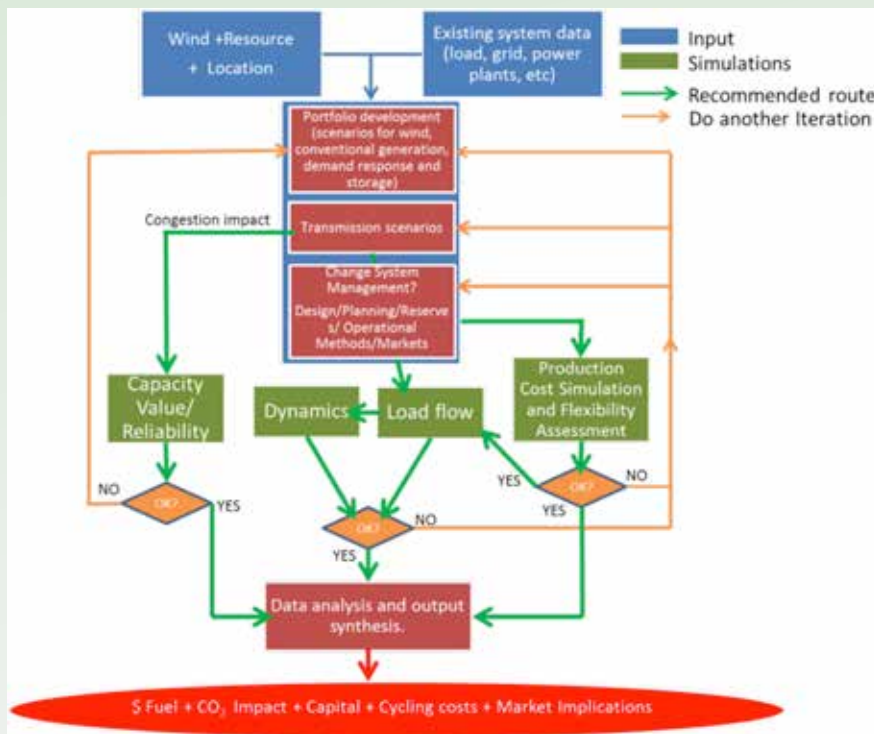 Wind +Resource
+ Location
Existing system data
(load, grid, power
plants, etc)
Input
Simulations
Recommended route
Do another Iteration
Portfolio development
(scenarios for wind,
conventional generation,
demand response and
storage)
Congestion impact
Transmission scenarios
Change System
Management?
Design/Planning/Reserve
s/ Operational
Methods/Markets
Capacity
Value/
Reliability
Dynamics
Load flow
Production
Cost Simulation
and Flexibility
Assessment
NO
OK?
YES
YES
OK?
NO
YES
OK?
NO
YES
Data analysis and output
synthesis.
$ Fuel + CO₂ Impact + Capital + Cycling costs + Market Implications